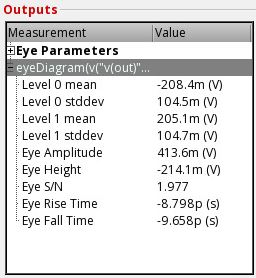 Outputs
Measurement Value
Eye Parameters
eyeDiagram(v("v(out)"...
Level 0 mean -208.4m (V)
Level 0 stddev 104.5m (V)
Level 1 mean 205.1m (V)
Level 1 stddev 104.7m (V)
Eye Amplitude 413.6m (V)
Eye Height -214.1m (V)
Eye S/N 1.977
Eye Rise Time -8.798p (s)
Eye Fall Time -9.658p (s)